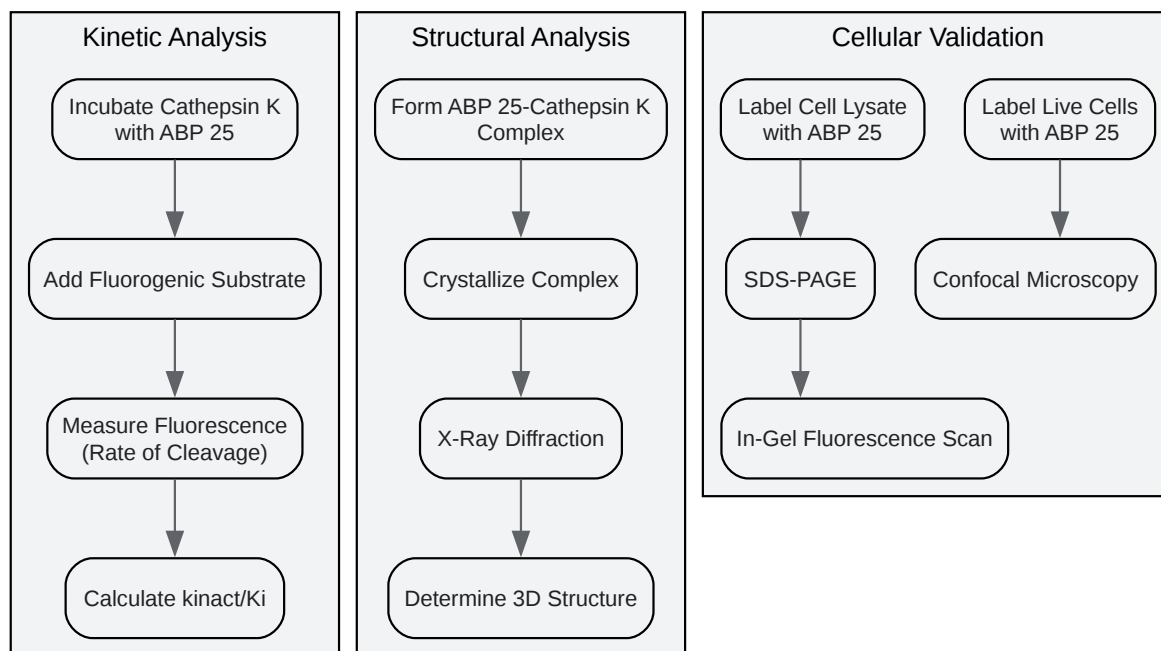 Kinetic Analysis
Incubate Cathepsin K
with ABP 25
Add Fluorogenic Substrate
Measure Fluorescence
(Rate of Cleavage)
Calculate kinact/Ki
Structural Analysis
Form ABP 25-Cathepsin K
Complex
Crystallize Complex
X-Ray Diffraction
Determine 3D Structure
Cellular Validation
Label Cell Lysate
with ABP 25
SDS-PAGE
In-Gel Fluorescence Scan
Label Live Cells
with ABP 25
Confocal Microscopy